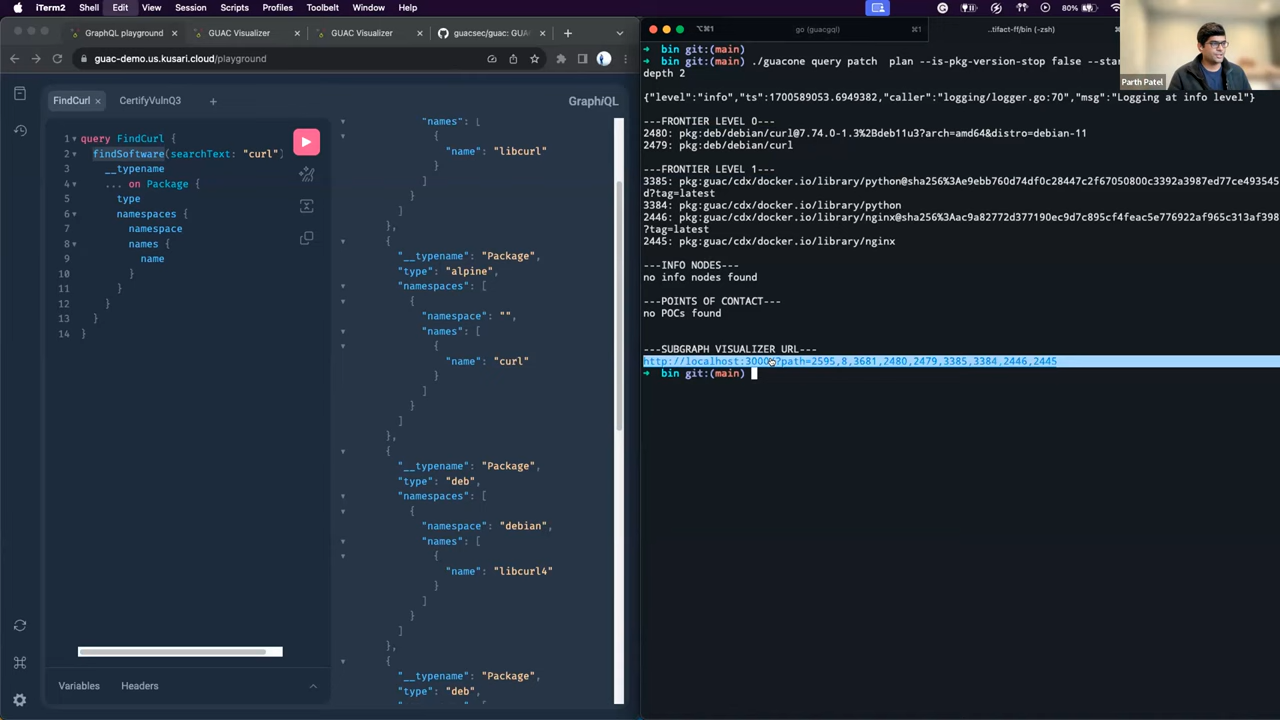 iTerm2 Shell Edit View Session Scripts Profiles Toolbelt Window Help 80%
GraphQL playground × GUAC Visualizer × GUAC Visualizer × guacsec/guac: GUA × +
guac-demo.us.kusari.cloud/playground
FindCurl × CertifyVulnQ3 +
GraphiQL
1 query FindCurl {
2 findSoftware(searchText: "curl")
3 __typename
4 ... on Package {
5 type
6 namespaces {
7 namespace
8 names {
9 name
10 }
11 }
12 }
13 }
14 }
Variables Headers
"names": [
{
"name": "libcurl"
}
]
}
]
},
{
"__typename": "Package",
"type": "alpine",
"namespaces": [
{
"namespace": "",
"names": [
{
"name": "curl"
}
]
}
]
},
{
"__typename": "Package",
"type": "deb",
"namespaces": [
{
"namespace": "debian",
"names": [
{
"name": "libcurl4"
}
]
}
]
},
{
"__typename": "Package",
"type": "deb",
⌥⌘1 go (guacgql) ⌘1 ..tifact-ff/bin (-zsh)
➜ bin git:(main)
➜ bin git:(main) ./guacone query patch plan --is-pkg-version-stop false --star
depth 2
{"level":"info","ts":1700589053.6949382,"caller":"logging/logger.go:70","msg":"Logging at info level"}
---FRONTIER LEVEL 0---
2480: pkg:deb/debian/curl@7.74.0-1.3%2Bdeb11u3?arch=amd64&distro=debian-11
2479: pkg:deb/debian/curl
---FRONTIER LEVEL 1---
3385: pkg:guac/cdx/docker.io/library/python@sha256%3Ae9ebb760d74df0c28447c2f67050800c3392a3987ed77ce493545
d?tag=latest
3384: pkg:guac/cdx/docker.io/library/python
2446: pkg:guac/cdx/docker.io/library/nginx@sha256%3Aac9a82772d377190ec9d7c895cf4feac5e776922af965c313af398
?tag=latest
2445: pkg:guac/cdx/docker.io/library/nginx
---INFO NODES---
no info nodes found
---POINTS OF CONTACT---
no POCs found
---SUBGRAPH VISUALIZER URL---
http://localhost:3000/?path=2595,8,3681,2480,2479,3385,3384,2446,2445
➜ bin git:(main)
Parth Patel